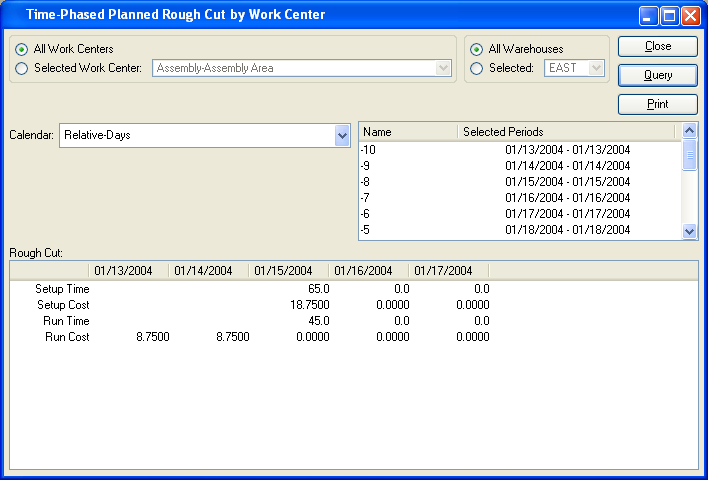 Time-Phased Planned Rough Cut by Work Center
All Work Centers
Selected Work Center: Assembly-Assembly Area
All Warehouses
Selected: EAST
Close
Query
Print
Calendar: Relative-Days
Name Selected Periods
-10 01/13/2004 - 01/13/2004
-9 01/14/2004 - 01/14/2004
-8 01/15/2004 - 01/15/2004
-7 01/16/2004 - 01/16/2004
-6 01/17/2004 - 01/17/2004
-5 01/18/2004 - 01/18/2004
Rough Cut:
01/13/2004 01/14/2004 01/15/2004 01/16/2004 01/17/2004
Setup Time 65.0 0.0 0.0
Setup Cost 18.7500 0.0000 0.0000
Run Time 45.0 0.0 0.0
Run Cost 8.7500 8.7500 0.0000 0.0000 0.0000